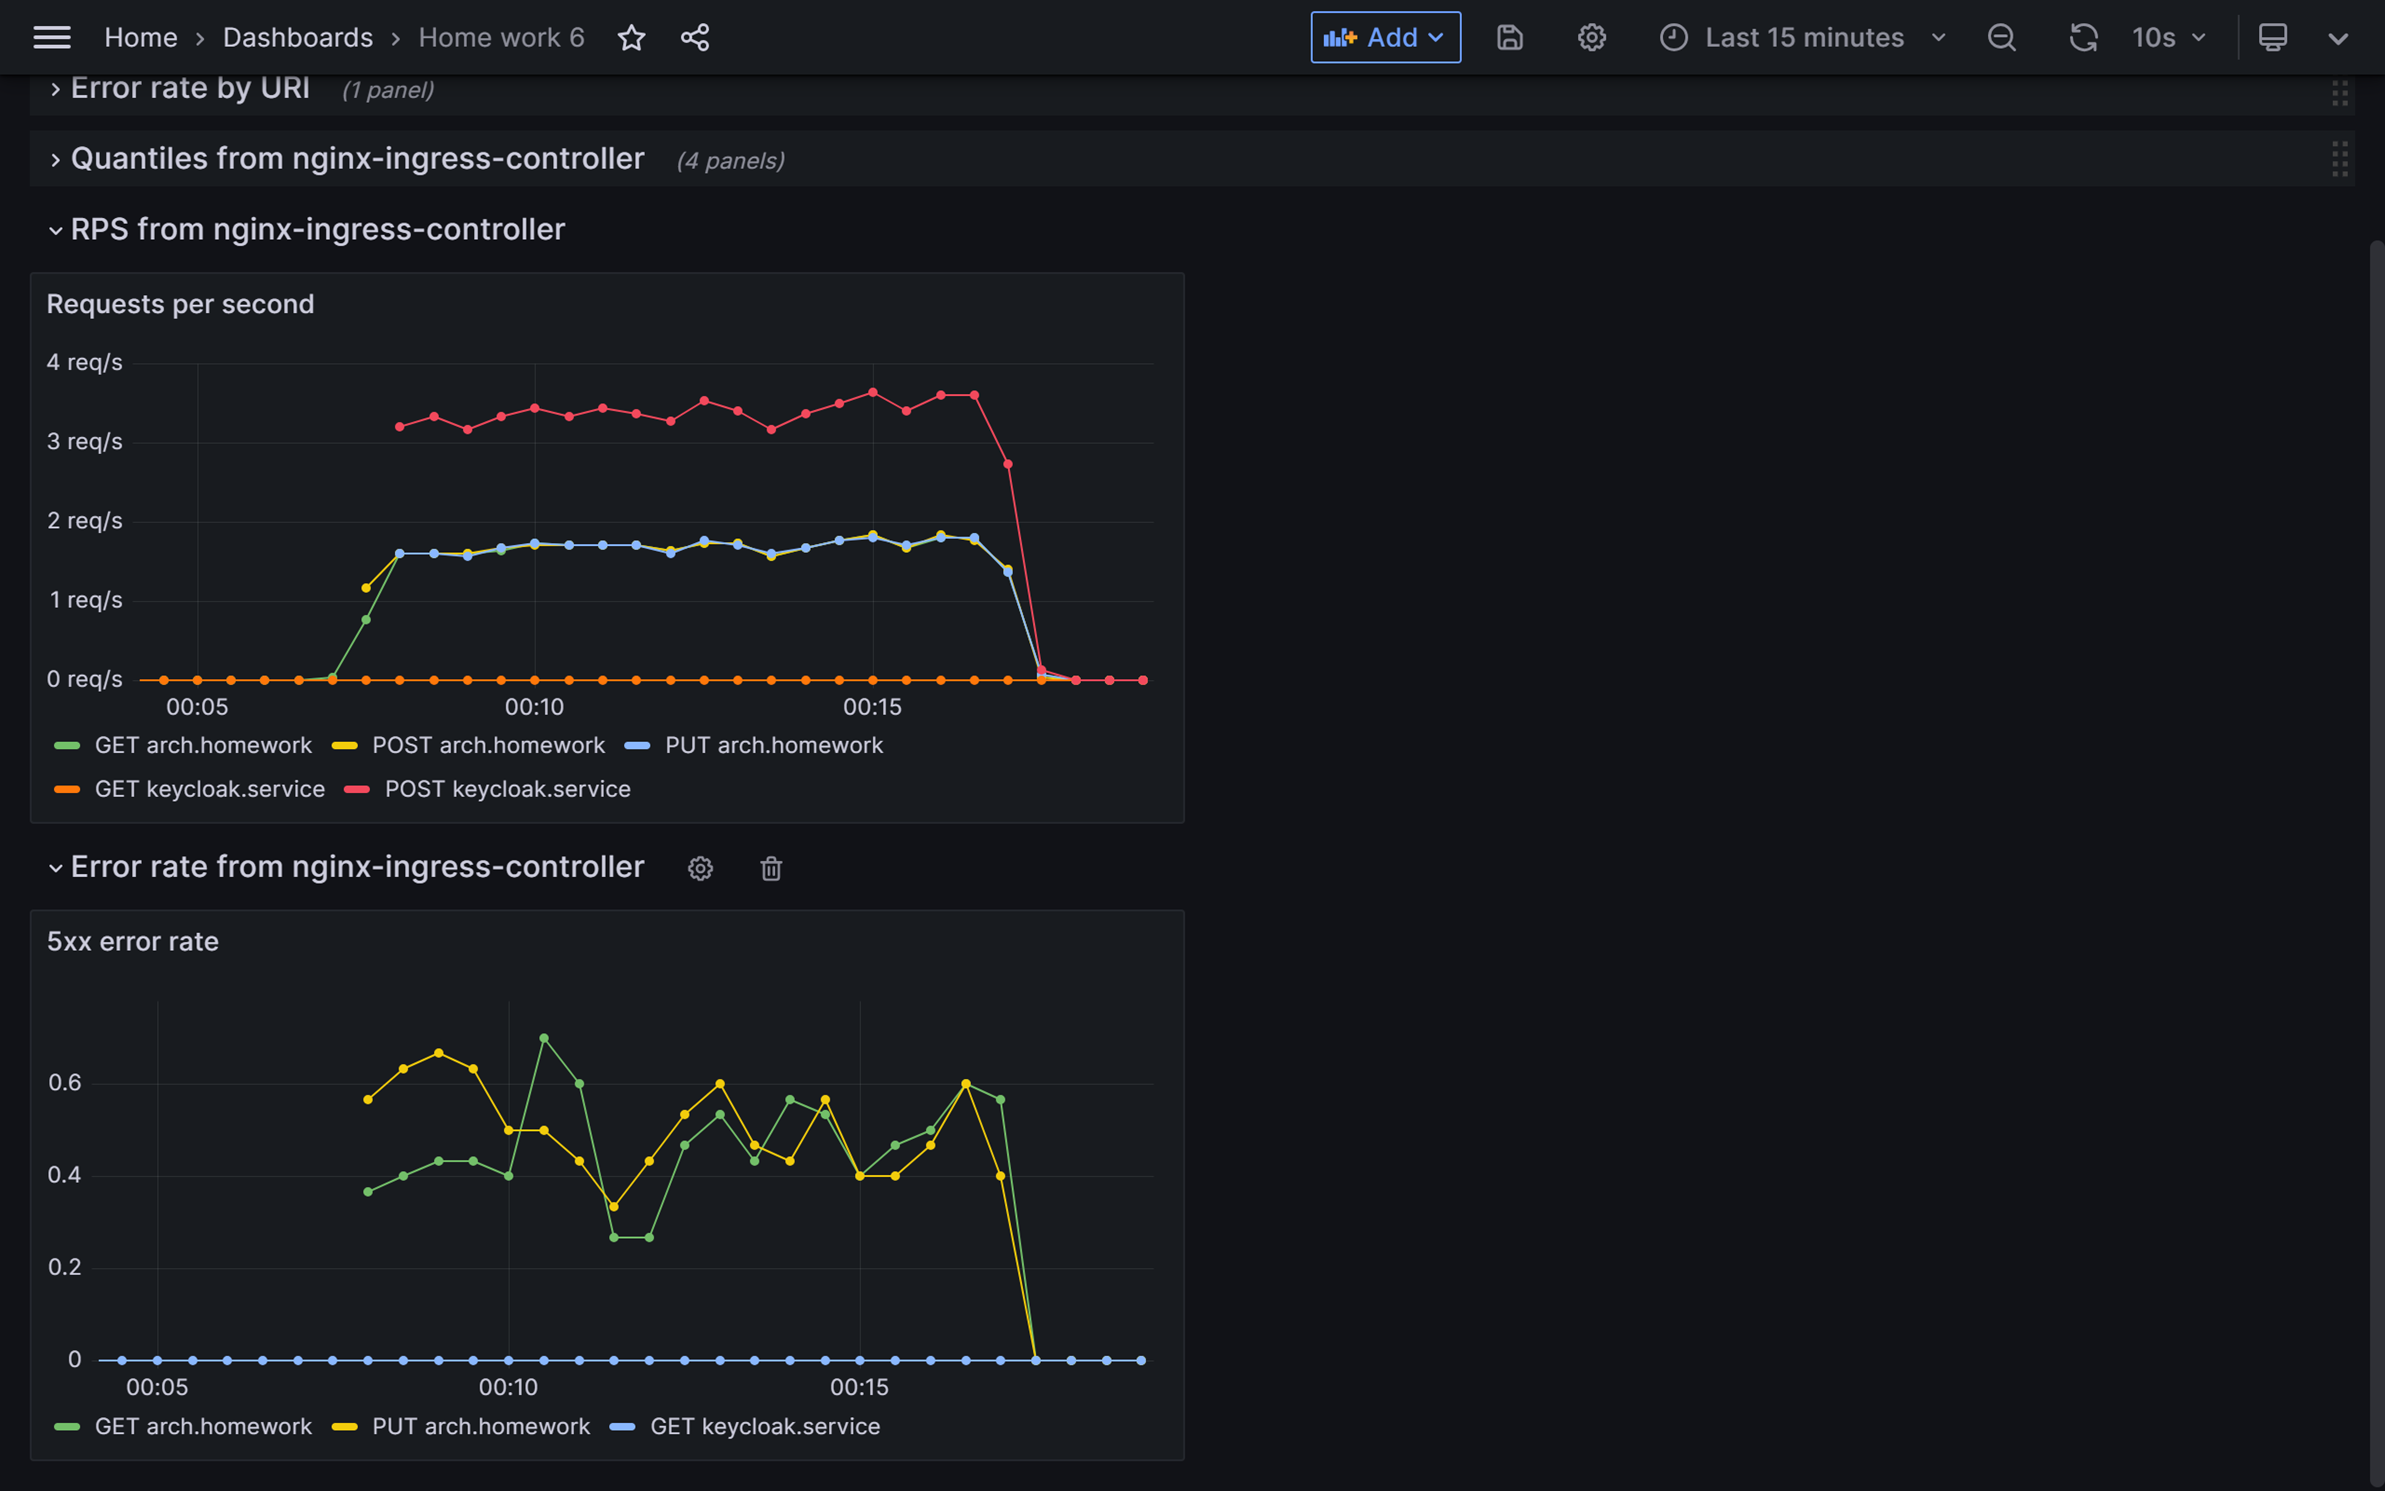 Home › Dashboards › Home work 6 Add Last 15 minutes 10s
Error rate by URI (1 panel)
Quantiles from nginx-ingress-controller (4 panels)
RPS from nginx-ingress-controller
Requests per second
4 req/s
3 req/s
2 req/s
1 req/s
0 req/s
00:05 00:10 00:15
GET arch.homework POST arch.homework PUT arch.homework
GET keycloak.service POST keycloak.service
Error rate from nginx-ingress-controller
5xx error rate
0.6
0.4
0.2
0
00:05 00:10 00:15
GET arch.homework PUT arch.homework GET keycloak.service